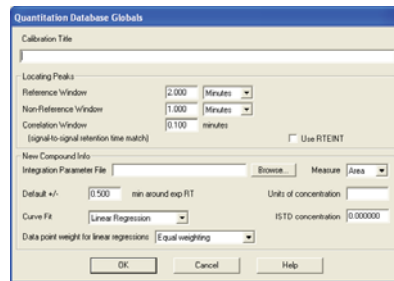 Quantitation Database Globals
Calibration Title
Locating Peaks
Reference Window 2.000 Minutes
Non-Reference Window 1.000 Minutes
Correlation Window 0.100 minutes
(signal-to-signal retention time match) Use RTEINT
New Compound Info
Integration Parameter File Browse... Measure Area
Default +/- 0.500 min around exp RT Units of concentration
Curve Fit Linear Regression ISTD concentration 0.000000
Data point weight for linear regressions Equal weighting
OK Cancel Help